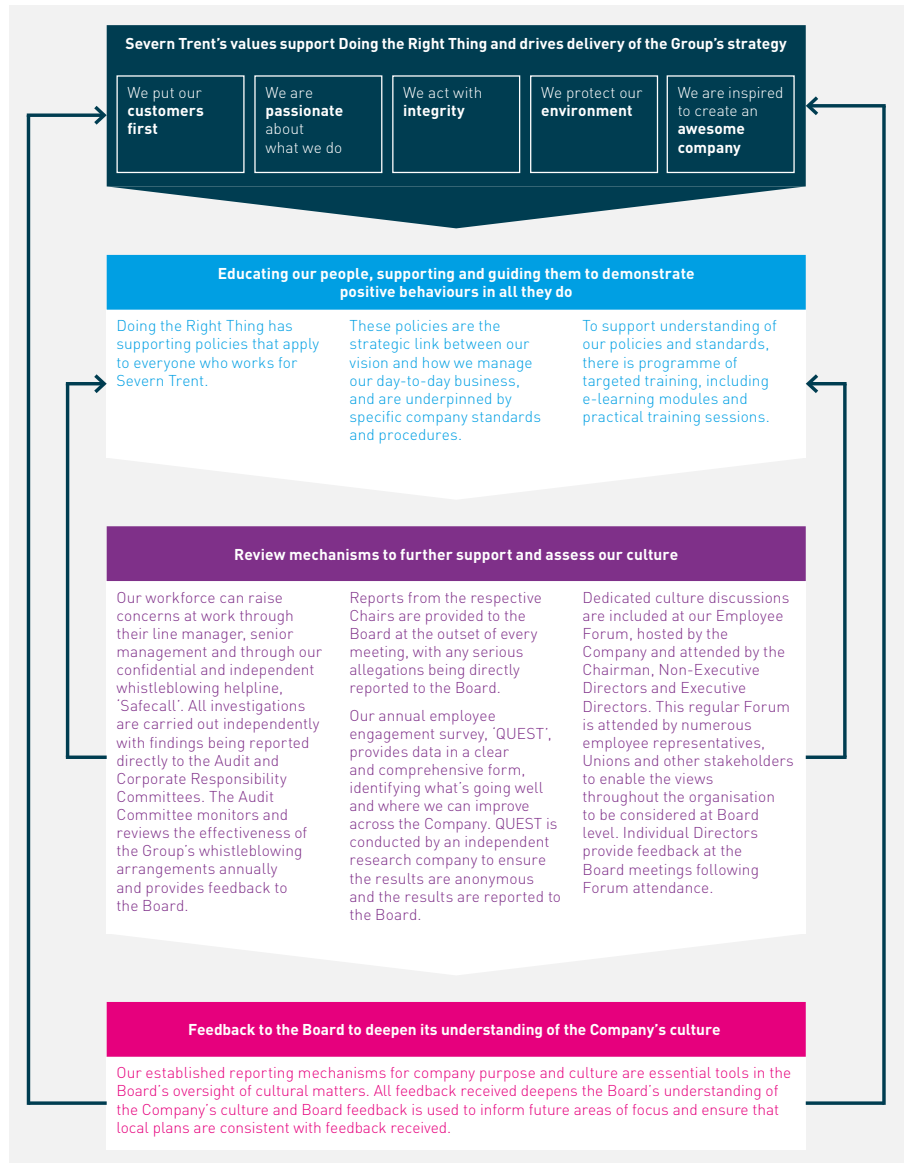 Severn Trent's values support Doing the Right Thing and drives delivery of the Group's strategy
We put our
customers
first
We are
passionate
about
what we do
We act with
integrity
We protect our
environment
We are inspired
to create an
awesome
company
Educating our people, supporting and guiding them to demonstrate
positive behaviours in all they do
Doing the Right Thing has
supporting policies that apply
to everyone who works for
Severn Trent.
These policies are the
strategic link between our
vision and how we manage
our day-to-day business,
and are underpinned by
specific company standards
and procedures.
To support understanding of
our policies and standards,
there is programme of
targeted training, including
e-learning modules and
practical training sessions.
Review mechanisms to further support and assess our culture
Our workforce can raise
concerns at work through
their line manager, senior
management and through our
confidential and independent
whistleblowing helpline,
'Safecall'. All investigations
are carried out independently
with findings being reported
directly to the Audit and
Corporate Responsibility
Committees. The Audit
Committee monitors and
reviews the effectiveness of
the Group's whistleblowing
arrangements annually
and provides feedback to
the Board.
Reports from the respective
Chairs are provided to the
Board at the outset of every
meeting, with any serious
allegations being directly
reported to the Board.
Our annual employee
engagement survey, 'QUEST',
provides data in a clear
and comprehensive form,
identifying what's going well
and where we can improve
across the Company. QUEST is
conducted by an independent
research company to ensure
the results are anonymous
and the results are reported to
the Board.
Dedicated culture discussions
are included at our Employee
Forum, hosted by the
Company and attended by the
Chairman, Non-Executive
Directors and Executive
Directors. This regular Forum
is attended by numerous
employee representatives,
Unions and other stakeholders
to enable the views
throughout the organisation
to be considered at Board
level. Individual Directors
provide feedback at the
Board meetings following
Forum attendance.
Feedback to the Board to deepen its understanding of the Company's culture
Our established reporting mechanisms for company purpose and culture are essential tools in the
Board's oversight of cultural matters. All feedback received deepens the Board's understanding of
the Company's culture and Board feedback is used to inform future areas of focus and ensure that
local plans are consistent with feedback received.